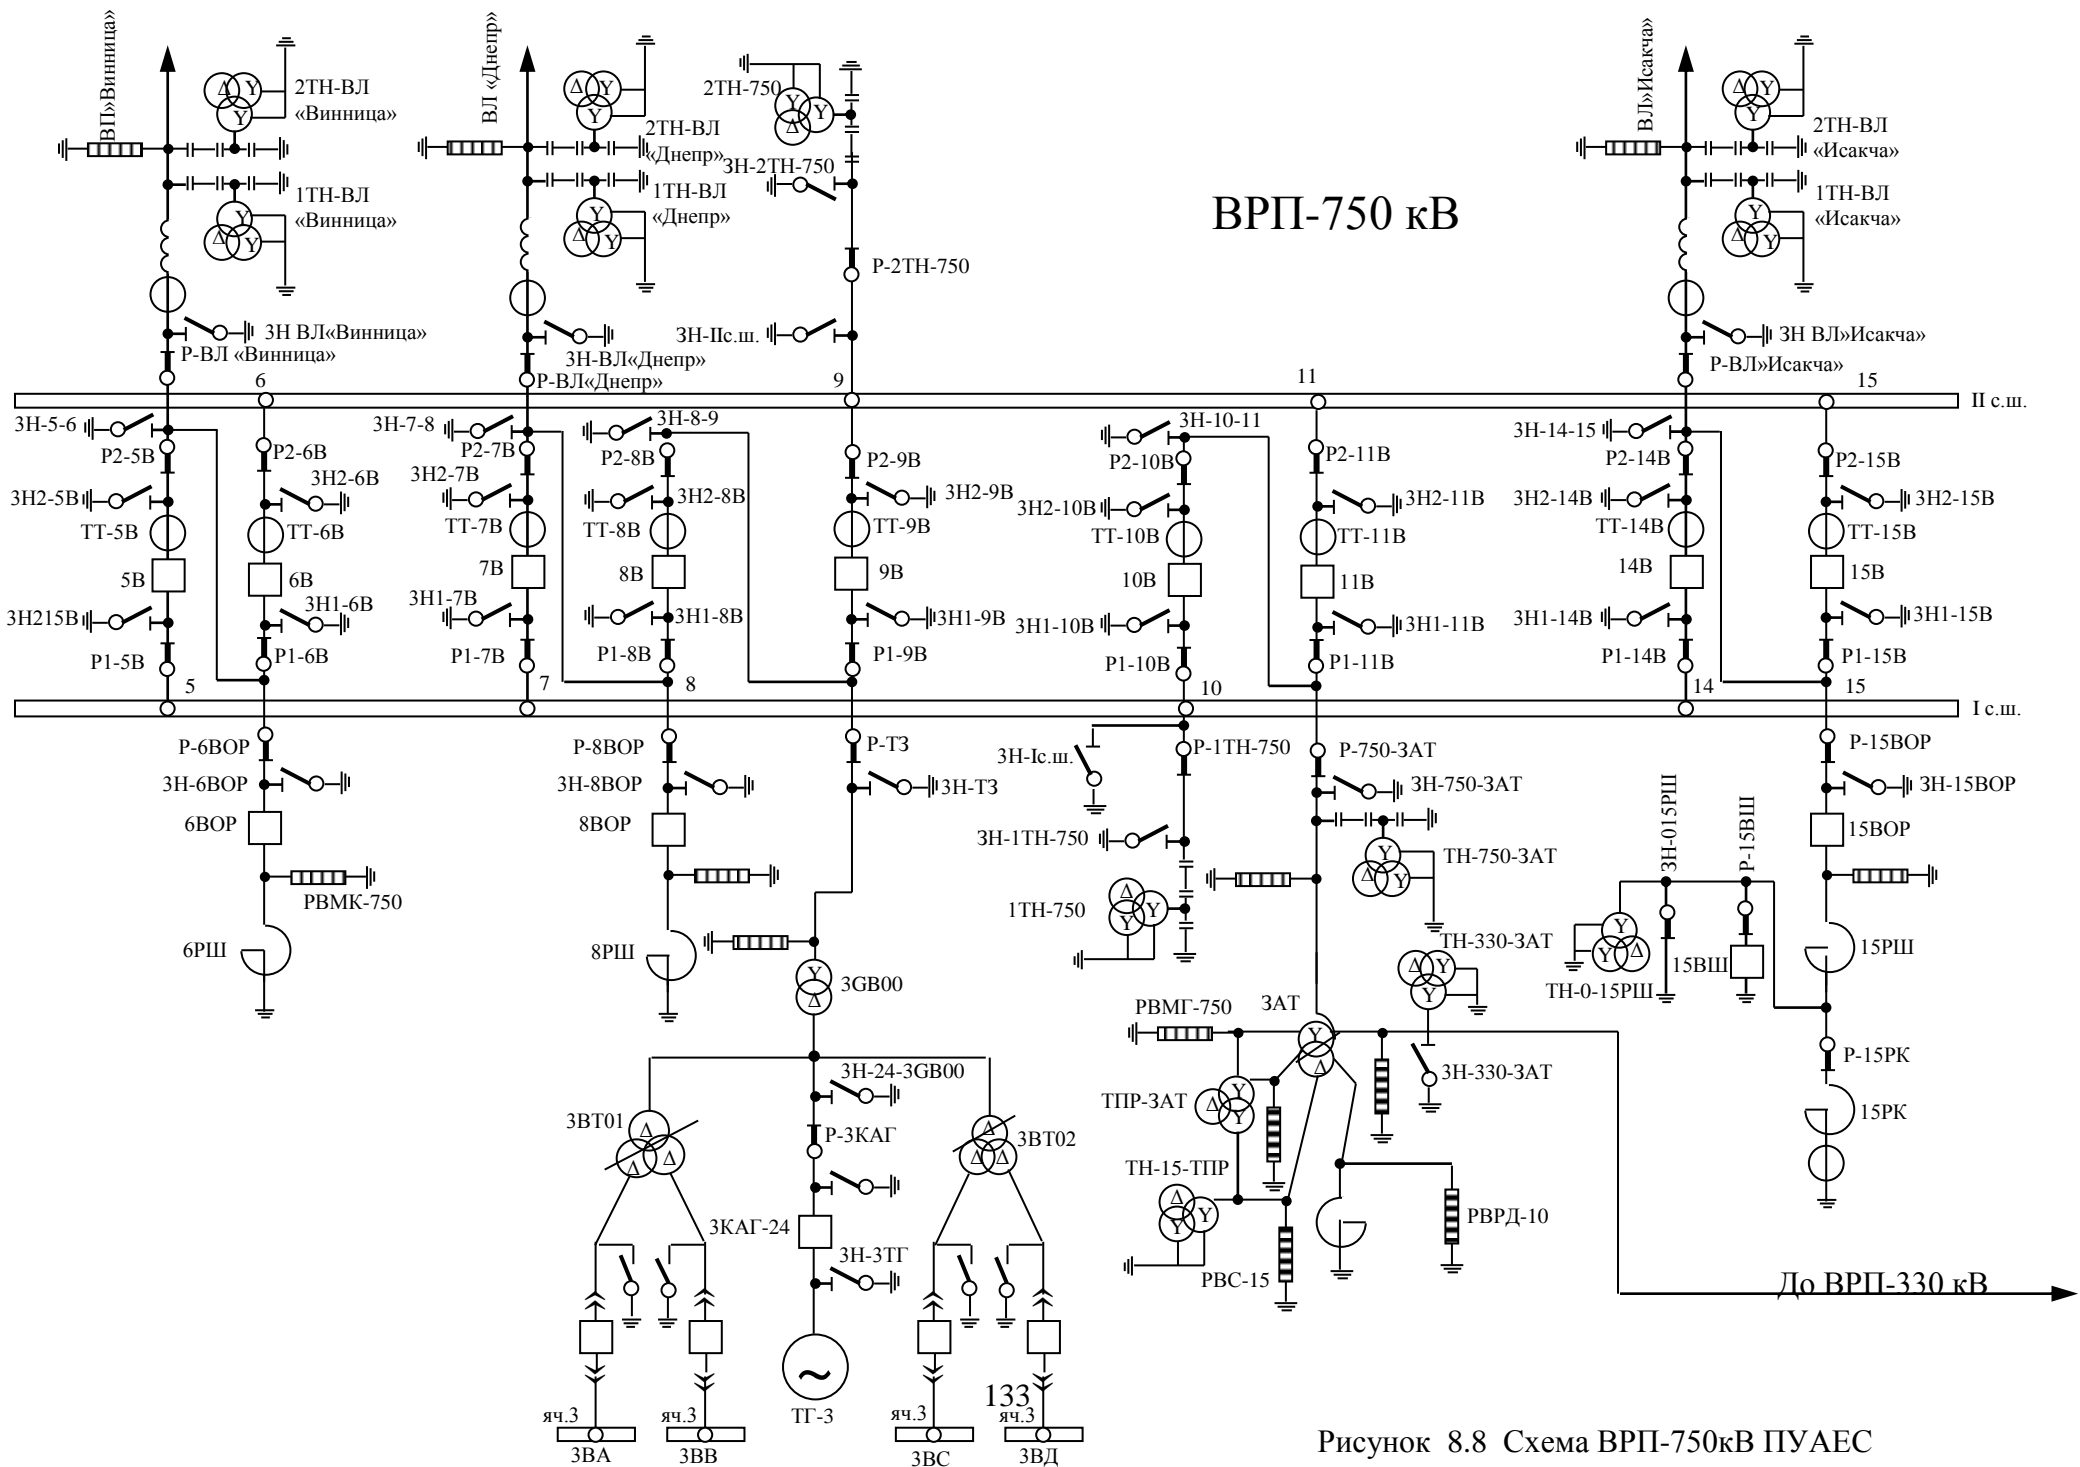 ВП»Винница»
2ТН-ВЛ
«Винница»
1ТН-ВЛ
«Винница»
ЗН ВЛ«Винница»
Р-ВЛ «Винница»
ВЛ «Днепр»
2ТН-ВЛ
«Днепр»
1ТН-ВЛ
«Днепр»
ЗН-ВЛ«Днепр»
Р-ВЛ«Днепр»
2ТН-750
ЗН-2ТН-750
Р-2ТН-750
ЗН-IIс.ш.
ВРП-750 кВ
ВЛ»Исакча»
2ТН-ВЛ
«Исакча»
1ТН-ВЛ
«Исакча»
ЗН ВЛ»Исакча»
Р-ВЛ»Исакча»
6
9
11
15
II с.ш.
ЗН-5-6
Р2-5В
ЗН2-5В
ТТ-5В
5В
ЗН215В
Р1-5В
5
Р2-6В
ЗН2-6В
ТТ-6В
6В
ЗН1-6В
Р1-6В
ЗН-7-8
Р2-7В
ЗН2-7В
ТТ-7В
7В
ЗН1-7В
Р1-7В
7
ЗН-8-9
Р2-8В
ЗН2-8В
ТТ-8В
8В
ЗН1-8В
Р1-8В
8
Р2-9В
ЗН2-9В
ТТ-9В
9В
ЗН1-9В
Р1-9В
ЗН-10-11
Р2-10В
ЗН2-10В
ТТ-10В
10В
ЗН1-10В
Р1-10В
10
Р2-11В
ЗН2-11В
ТТ-11В
11В
ЗН1-11В
Р1-11В
ЗН-14-15
Р2-14В
ЗН2-14В
ТТ-14В
14В
ЗН1-14В
Р1-14В
14
Р2-15В
ЗН2-15В
ТТ-15В
15В
ЗН1-15В
Р1-15В
15
I с.ш.
Р-6ВОР
ЗН-6ВОР
6ВОР
РВМК-750
6РШ
Р-8ВОР
ЗН-8ВОР
8ВОР
8РШ
Р-ТЗ
ЗН-ТЗ
3GB00
ЗН-Iс.ш.
Р-1ТН-750
ЗН-1ТН-750
1ТН-750
Р-750-ЗАТ
ЗН-750-ЗАТ
ТН-750-ЗАТ
ТН-330-ЗАТ
ЗН-330-ЗАТ
РВМГ-750
ЗАТ
ТПР-ЗАТ
ТН-15-ТПР
РВС-15
РВРД-10
ЗН-015РШ
Р-15ВШ
15ВШ
ТН-0-15РШ
Р-15ВОР
ЗН-15ВОР
15ВОР
15РШ
Р-15РК
15РК
ЗН-24-3GB00
3ВТ01
Р-3КАГ
3ВТ02
3КАГ-24
ЗН-3ТГ
ТГ-3
До ВРП-330 кВ
133
яч.3
яч.3
яч.3
яч.3
3ВА
3ВВ
3ВС
3ВД
Рисунок 8.8 Схема ВРП-750кВ ПУАЕС